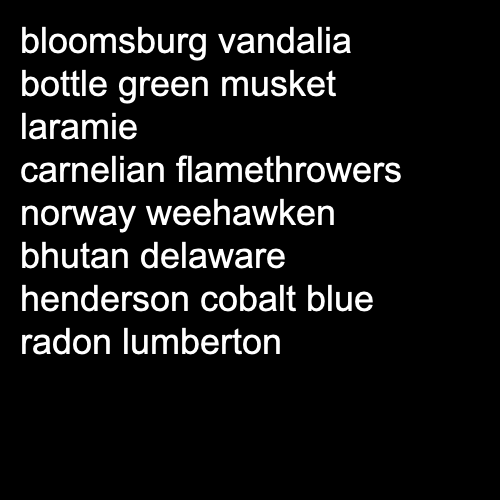 bloomsburg vandalia
bottle green musket
laramie
carnelian flamethrowers
norway weehawken
bhutan delaware
henderson cobalt blue
radon lumberton